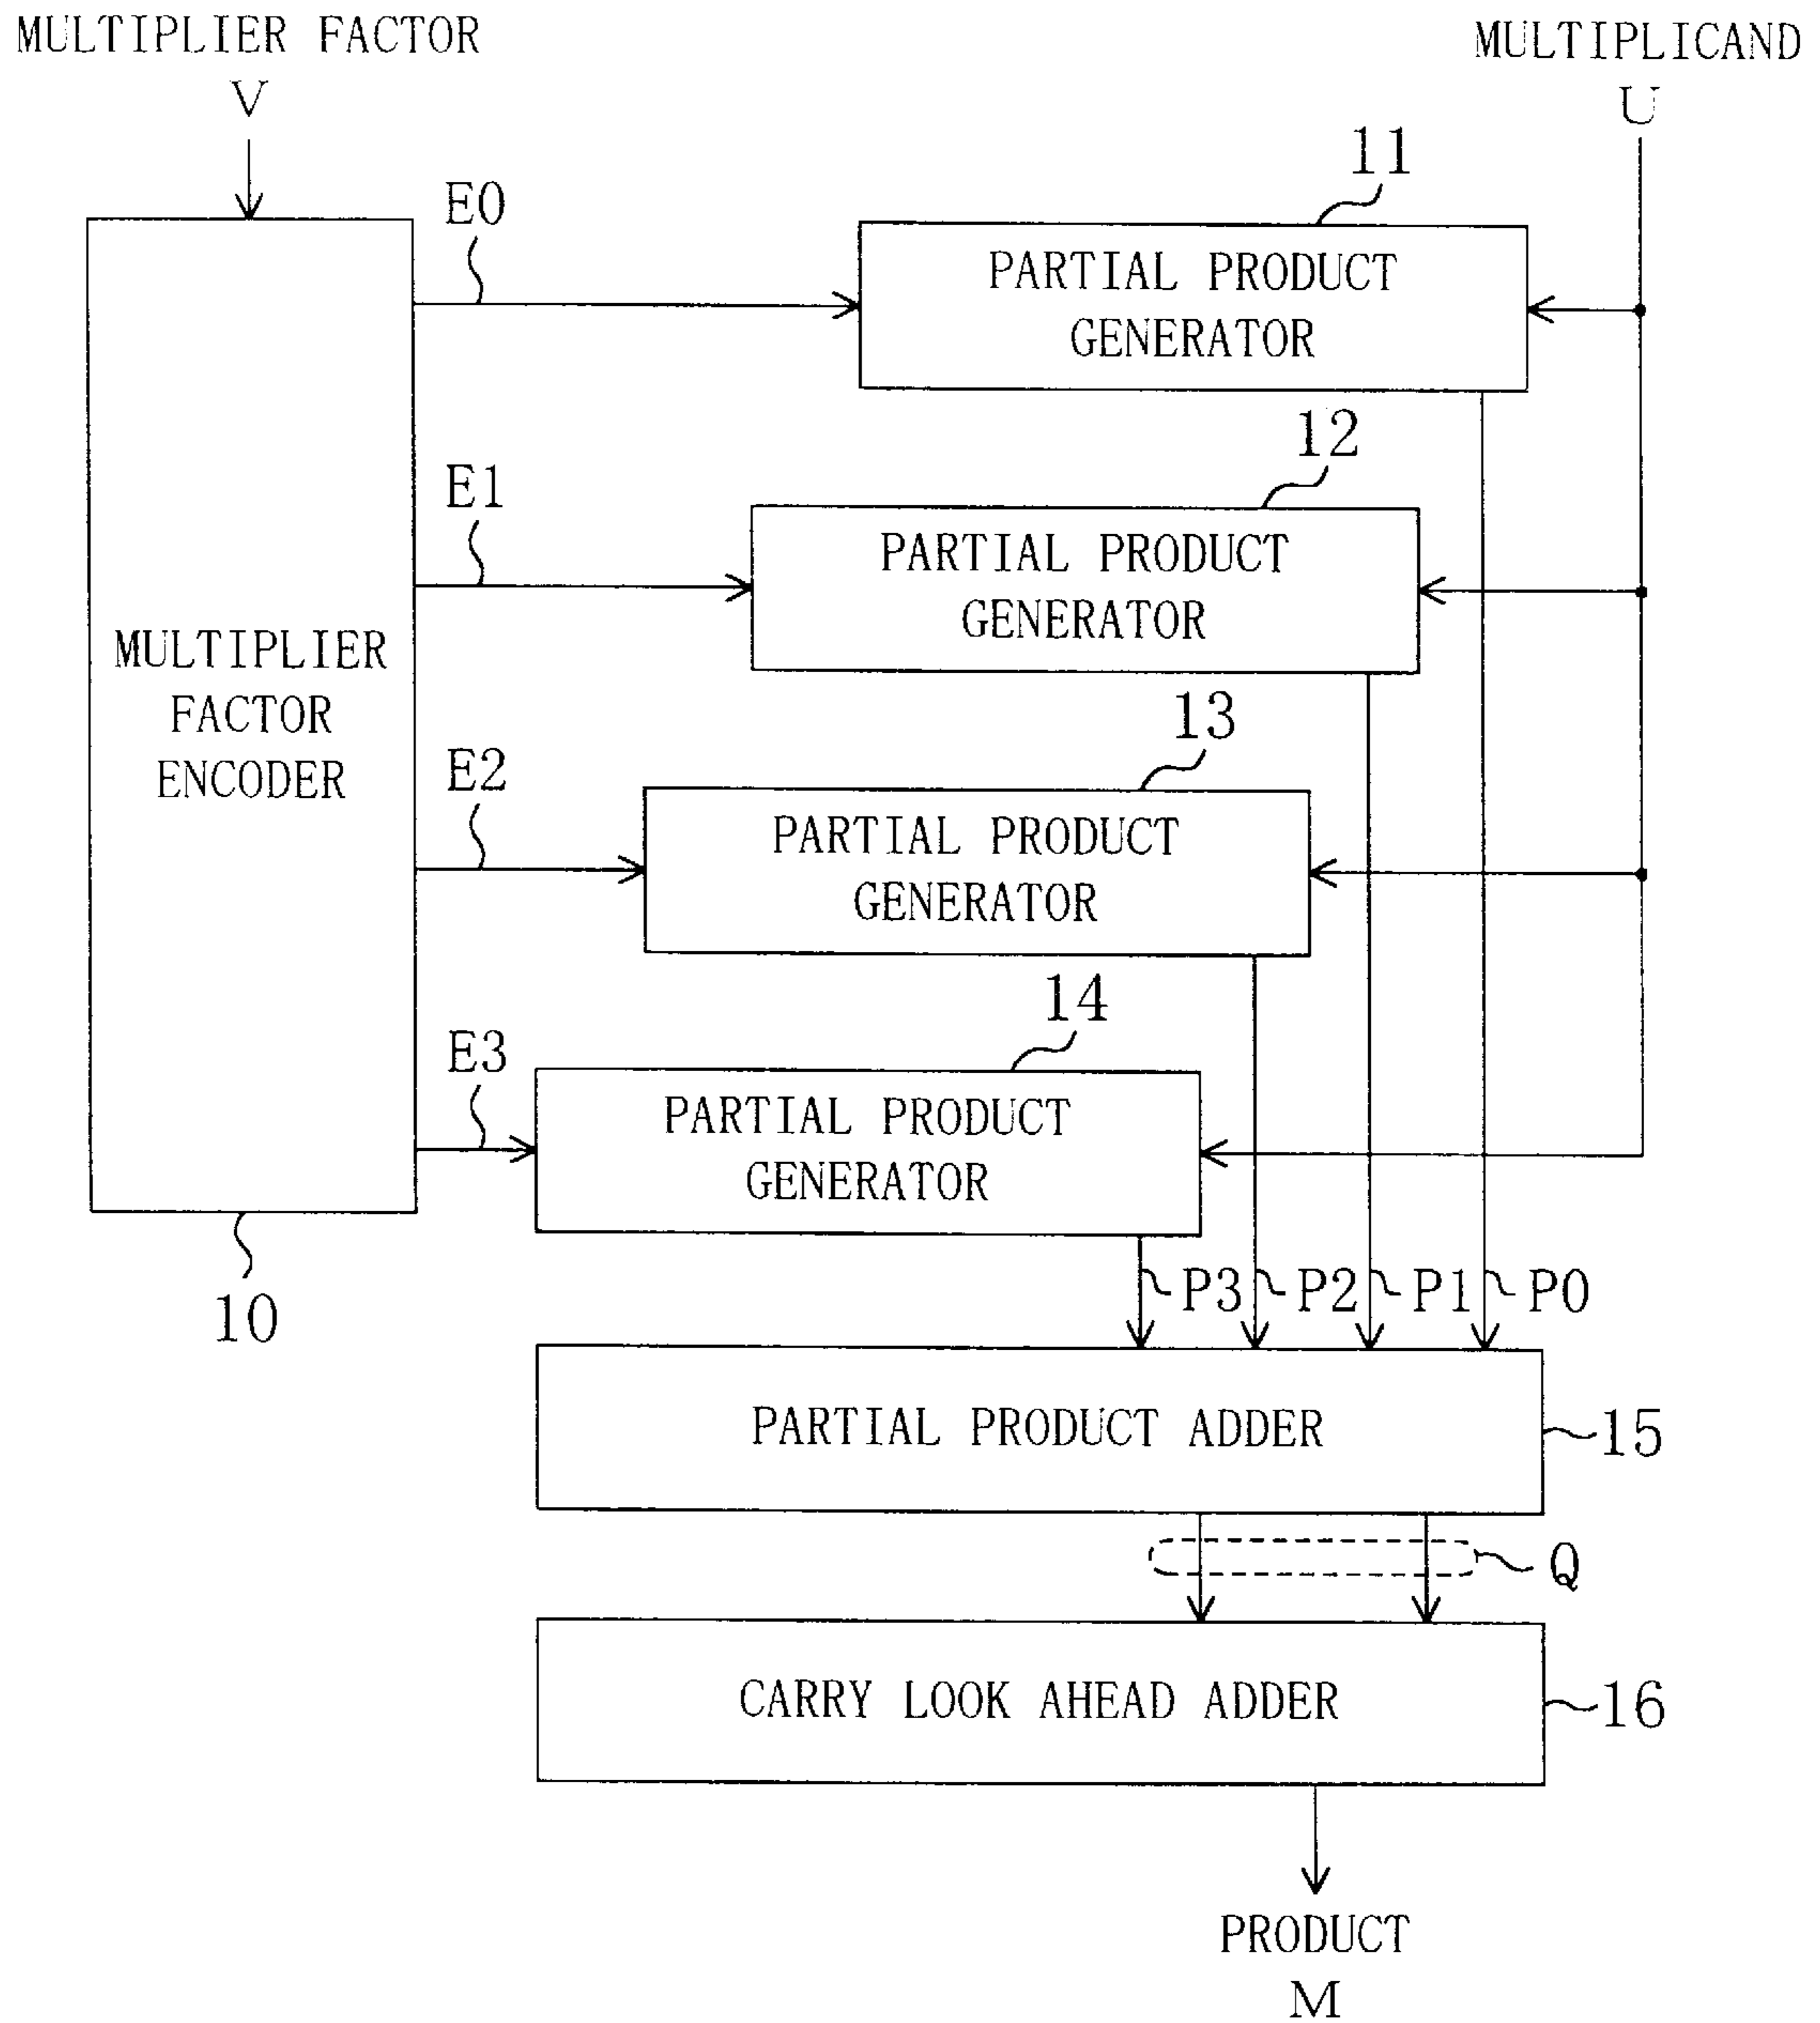 MULTIPLIER FACTOR
V
MULTIPLICAND
U
11
E0
PARTIAL PRODUCT
GENERATOR
12
E1
PARTIAL PRODUCT
GENERATOR
MULTIPLIER
FACTOR
ENCODER
13
E2
PARTIAL PRODUCT
GENERATOR
14
E3
PARTIAL PRODUCT
GENERATOR
10
P3
P2
P1
P0
PARTIAL PRODUCT ADDER
15
Q
CARRY LOOK AHEAD ADDER
16
PRODUCT
M